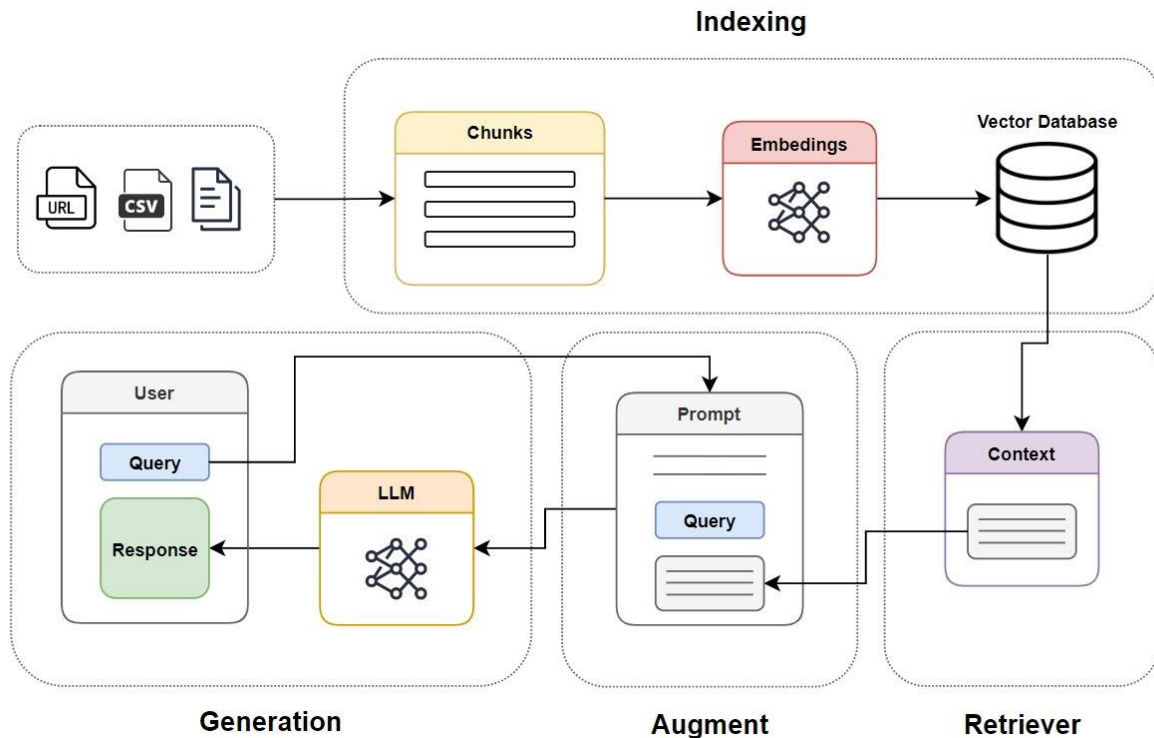 Indexing
Chunks
Embedings
Vector Database
URL
CSV
User
Query
Response
LLM
Prompt
Query
Context
Generation
Augment
Retriever